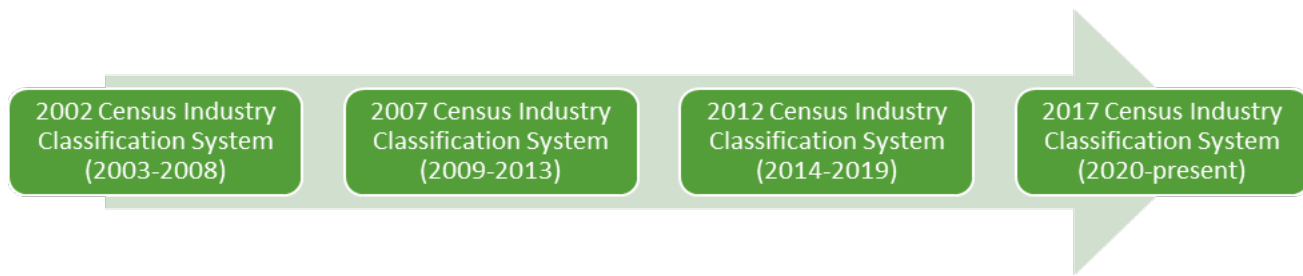 2002 Census Industry
Classification System
(2003-2008)
2007 Census Industry
Classification System
(2009-2013)
2012 Census Industry
Classification System
(2014-2019)
2017 Census Industry
Classification System
(2020-present)